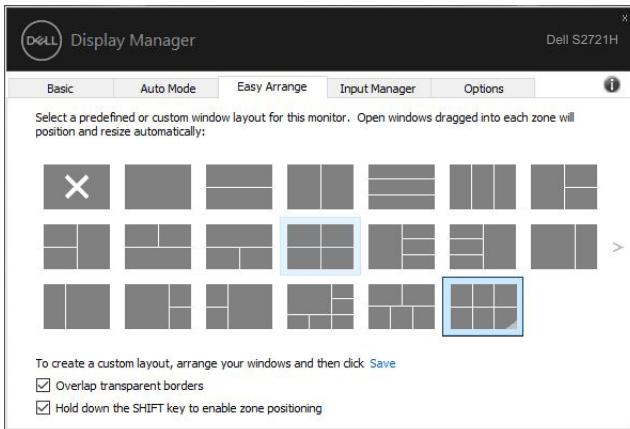 DELL Display Manager
x
Dell S2721H
Basic Auto Mode Easy Arrange Input Manager Options
Select a predefined or custom window layout for this monitor. Open windows dragged into each zone will
position and resize automatically:
To create a custom layout, arrange your windows and then click Save
Overlap transparent borders
Hold down the SHIFT key to enable zone positioning